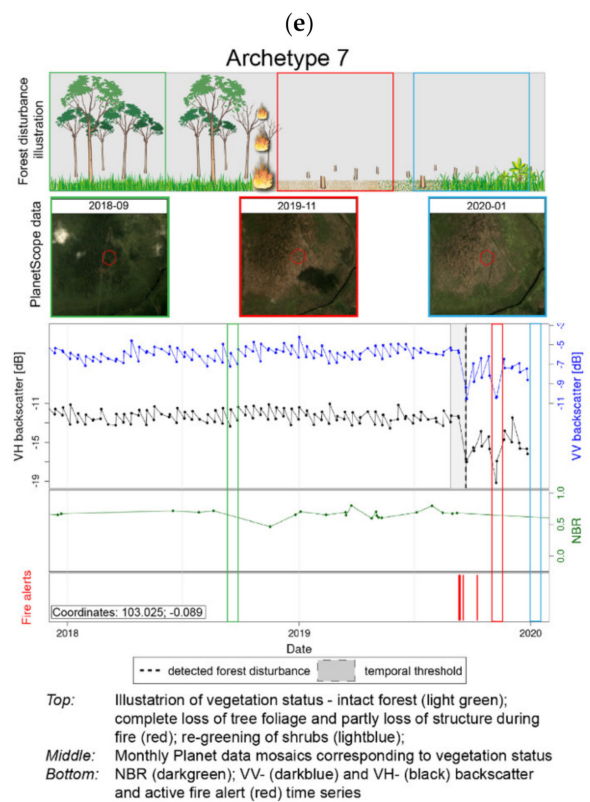 (e)
Archetype 7
Forest disturbance
illustration
PlanetScope data
2018-09
2019-11
2020-01
VH backscatter [dB]
-11
-15
-19
-3
-5
-7
-9
-11
VV backscatter [dB]
1.0
0.5
0.0
NBR
Fire alerts
Coordinates: 103.025; -0.089
2018
2019
2020
Date
detected forest disturbance
temporal threshold
Top: Illustatrion of vegetation status - intact forest (light green);
complete loss of tree foliage and partly loss of structure during
fire (red); re-greening of shrubs (lightblue);
Middle: Monthly Planet data mosaics corresponding to vegetation status
Bottom: NBR (darkgreen); VV- (darkblue) and VH- (black) backscatter
and active fire alert (red) time series